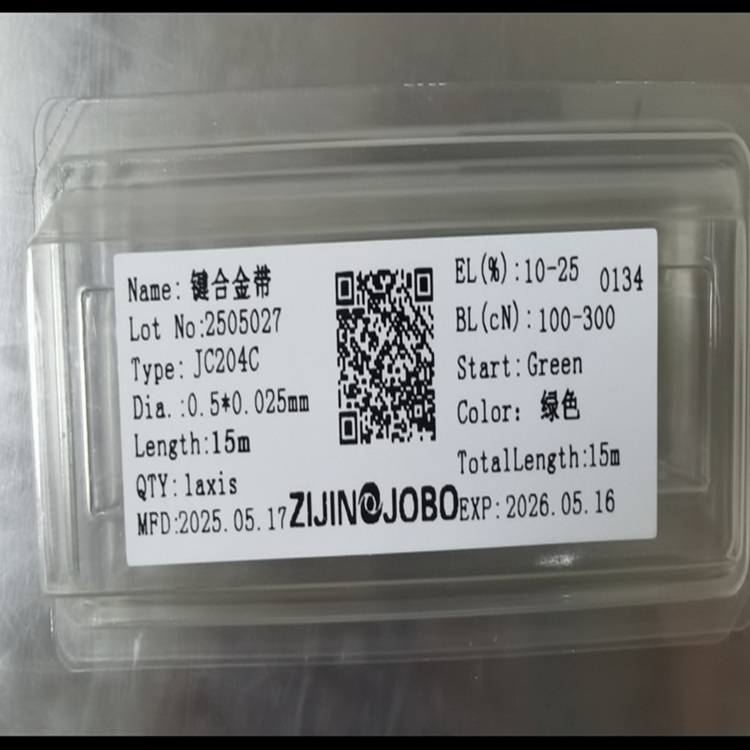 Name: 键合金带
Lot No:2505027
Type: JC204C
Dia.:0.5*0.025mm
Length:15m
QTY:1axis
MFD:2025.05.17
ZIJIN JOBO
EL(%):10-25
0134
BL(cN):100-300
Start:Green
Color: 绿色
TotalLength:15m
EXP:2026.05.16